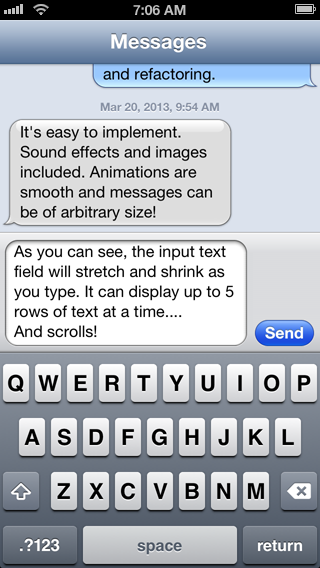 7:06 AM
Messages
and refactoring.
Mar 20, 2013, 9:54 AM
It's easy to implement.
Sound effects and images
included. Animations are
smooth and messages can
be of arbitrary size!
As you can see, the input text
field will stretch and shrink as
you type. It can display up to 5
rows of text at a time....
And scrolls!
Send
Q W E R T Y U I O P
A S D F G H J K L
Z X C V B N M
.?123 space return